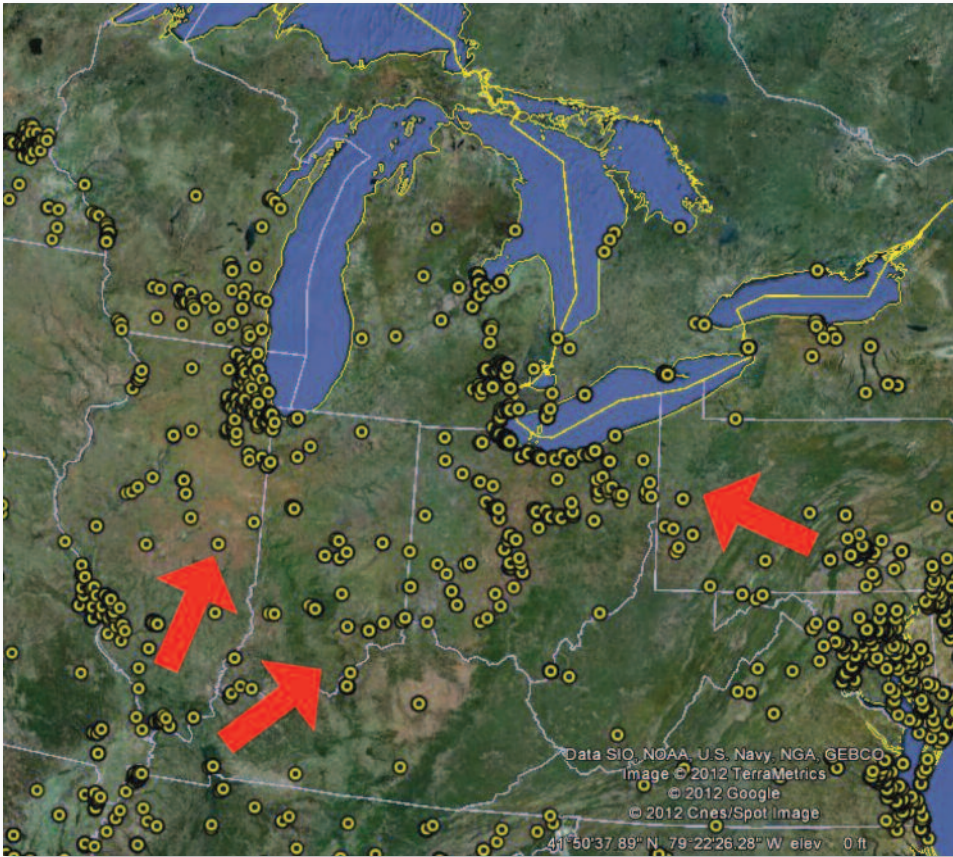 Data SIO, NOAA, U.S. Navy, NGA, GEBCO
Image © 2012 TerraMetrics
© 2012 Google
© 2012 Cnes/Spot Image
41°50'37.89" N 79°22'26.28" W elev 0 ft